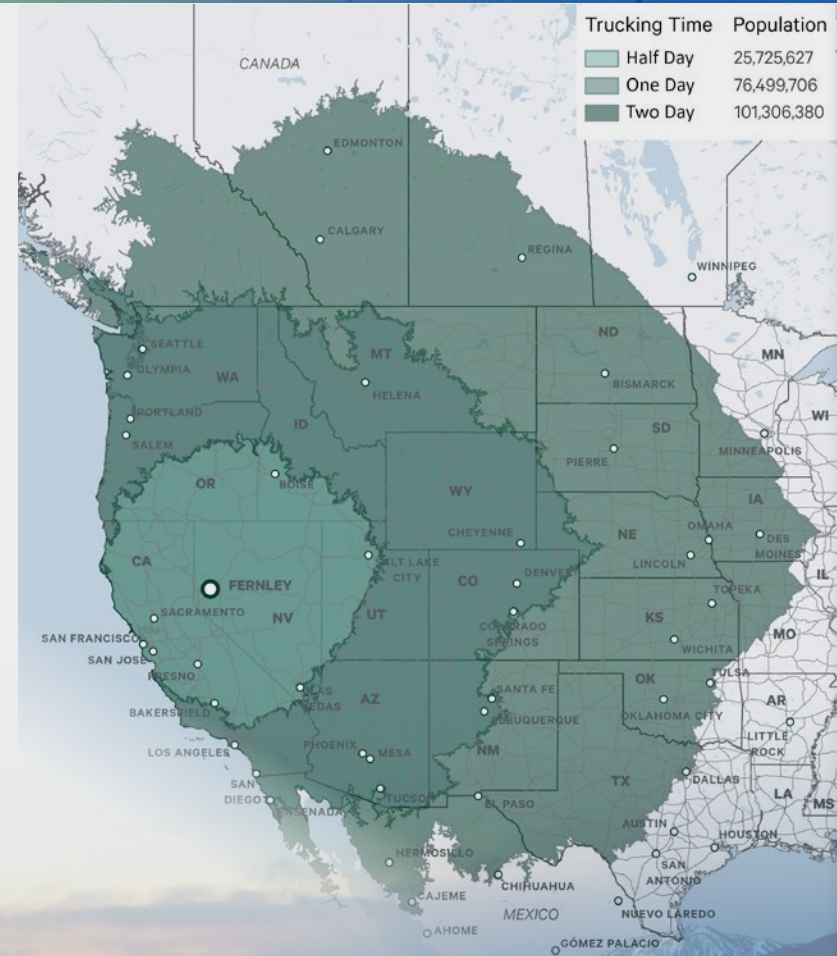 Trucking Time Population
Half Day 25,725,627
One Day 76,499,706
Two Day 101,306,380
CANADA
EDMONTON
CALGARY
REGINA
WINNIPEG
SEATTLE
OLYMPIA
WA
MT
HELENA
ND
BISMARCK
MN
WI
PORTLAND
SALEM
ID
SD
PIERRE
MINNEAPOLIS
OR
BOISE
WY
CHEYENNE
NE
OMAHA
LINCOLN
IA
DES
MOINES
IL
CA
FERNLEY
NV
SACRAMENTO
LT LAKE
CITY
UT
CO
DENVER
COLORADO
SPRINGS
KS
TOPEKA
WICHITA
MO
SAN FRANCISCO
SAN JOSE
FRESNO
BAKERSFIELD
LAS
VEGAS
AZ
SANTA FE
ALBUQUERQUE
NM
OK
TULSA
OKLAHOMA CITY
AR
LITTLE
ROCK
LOS ANGELES
PHOENIX
MESA
TUCSON
SAN
DIEGO
ENSENADA
EL PASO
TX
DALLAS
LA
MS
AUSTIN
HOUSTON
SAN
ANTONIO
HERMOSILLO
CHIHUAHUA
CAJEME
MEXICO
NUEVO LAREDO
AHOME
GÓMEZ PALACIO